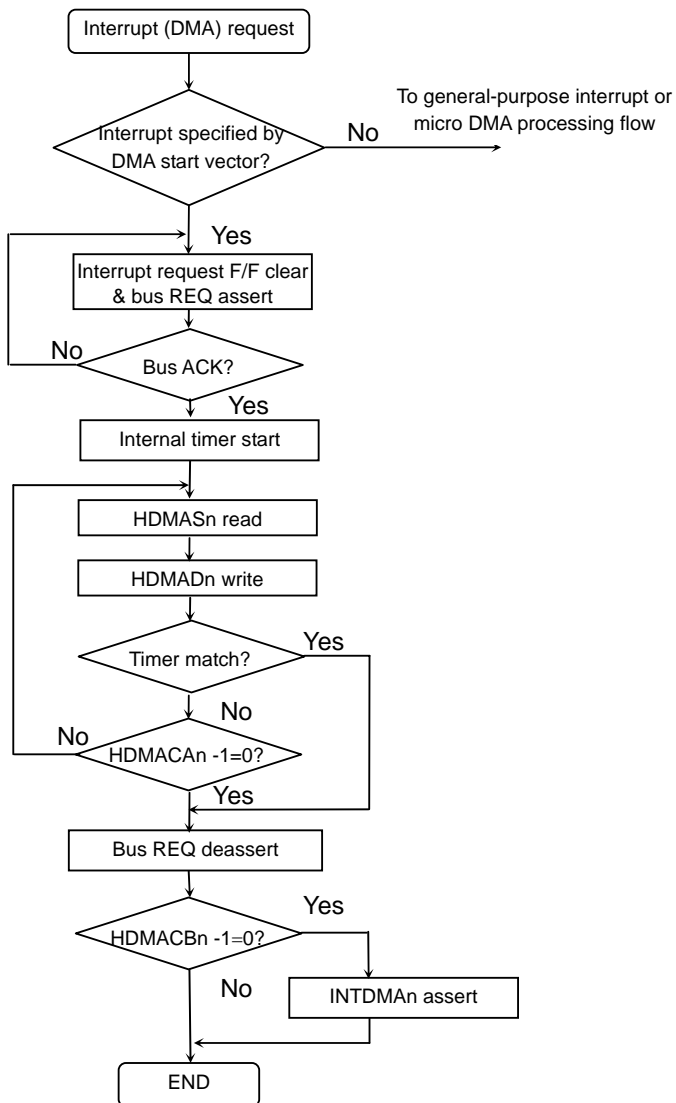 Interrupt (DMA) request
To general-purpose interrupt or
micro DMA processing flow
Interrupt specified by
DMA start vector?
No
Yes
Interrupt request F/F clear
& bus REQ assert
No
Bus ACK?
Yes
Internal timer start
HDMASn read
HDMADn write
Timer match?
Yes
No
No
HDMACAn -1=0?
Yes
Bus REQ deassert
HDMACBn -1=0?
Yes
No
INTDMAn assert
END